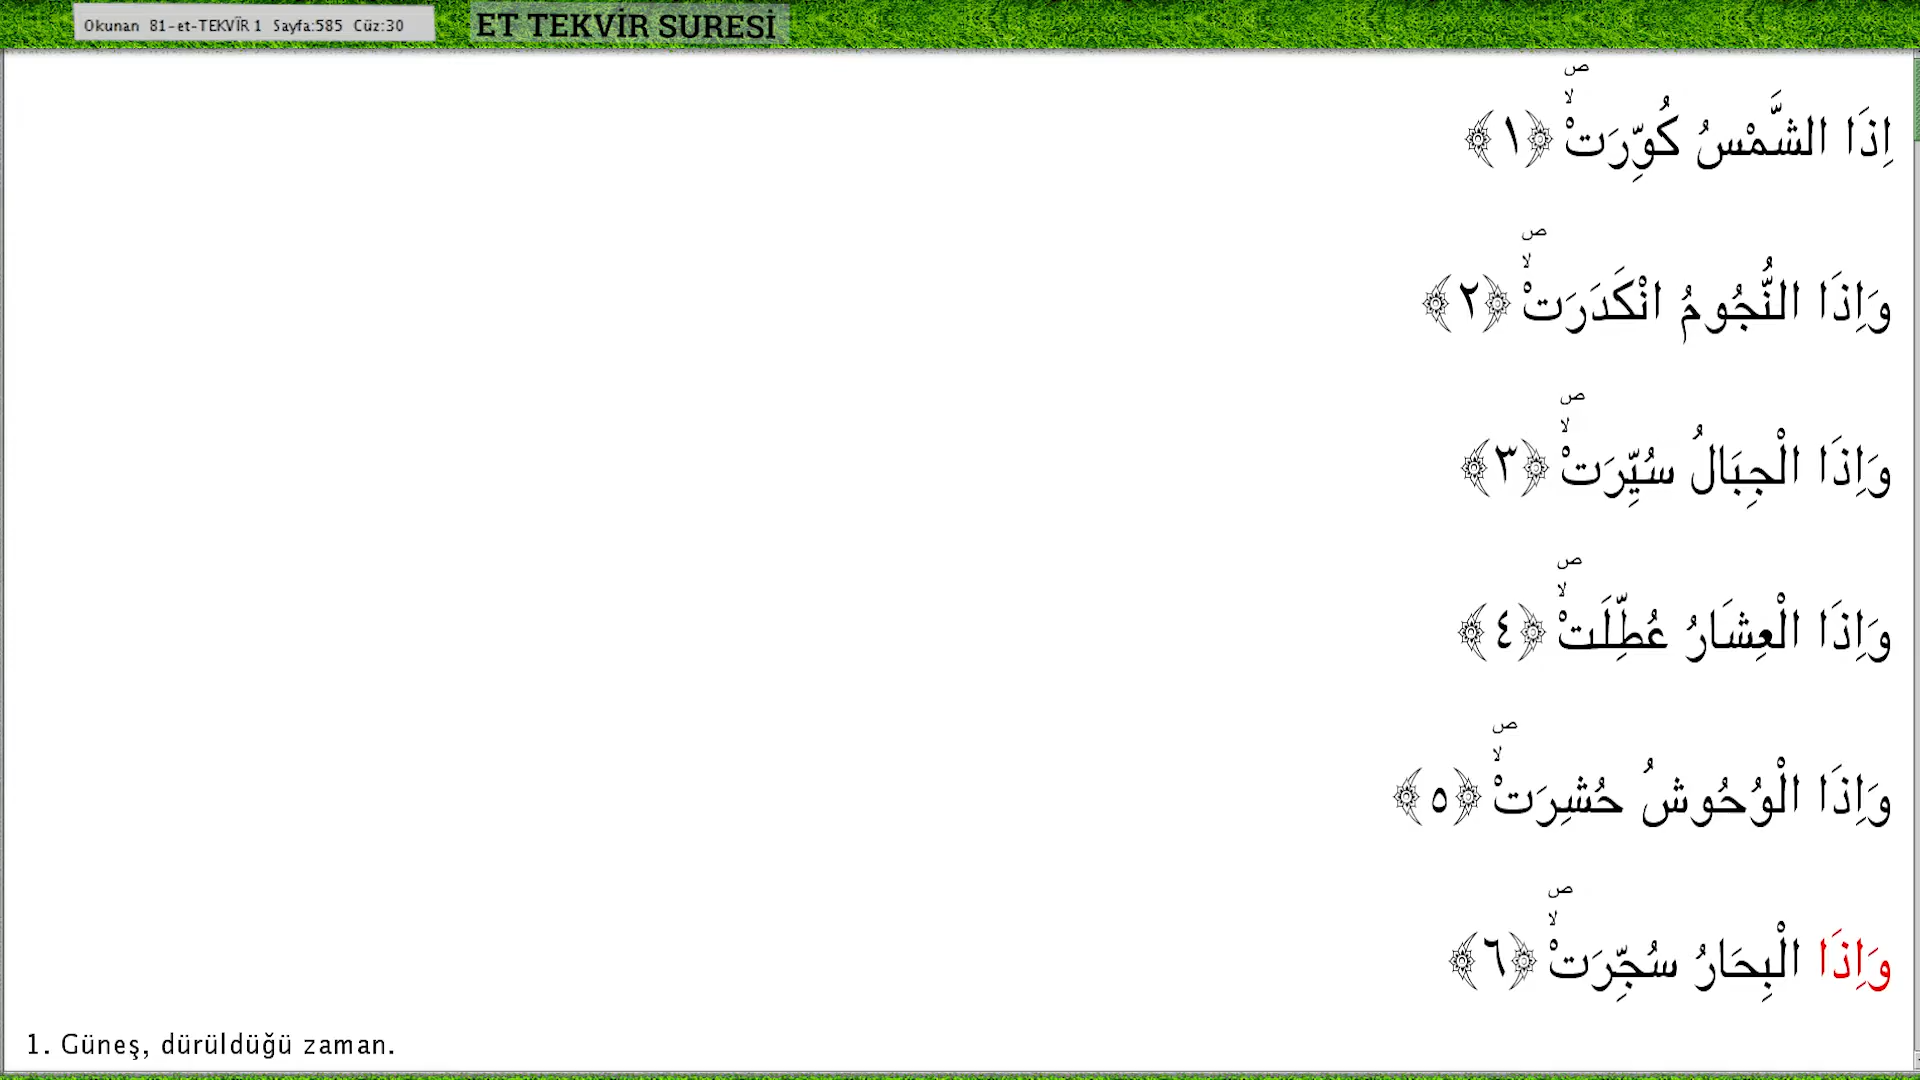 Okunan 81-et-TEKVÎR 1 Sayfa:585 Cüz:30
ET TEKVİR SURESİ
اِذَا الشَّمْسُ كُوِّرَتْۙۖ ﴿١﴾
وَاِذَا النُّجُومُ انْكَدَرَتْۙۖ ﴿٢﴾
وَاِذَا الْجِبَالُ سُيِّرَتْۙۖ ﴿٣﴾
وَاِذَا الْعِشَارُ عُطِّلَتْۙۖ ﴿٤﴾
وَاِذَا الْوُحُوشُ حُشِرَتْۙۖ ﴿٥﴾
وَاِذَا الْبِحَارُ سُجِّرَتْۙۖ ﴿٦﴾
1. Güneş, dürüldüğü zaman.